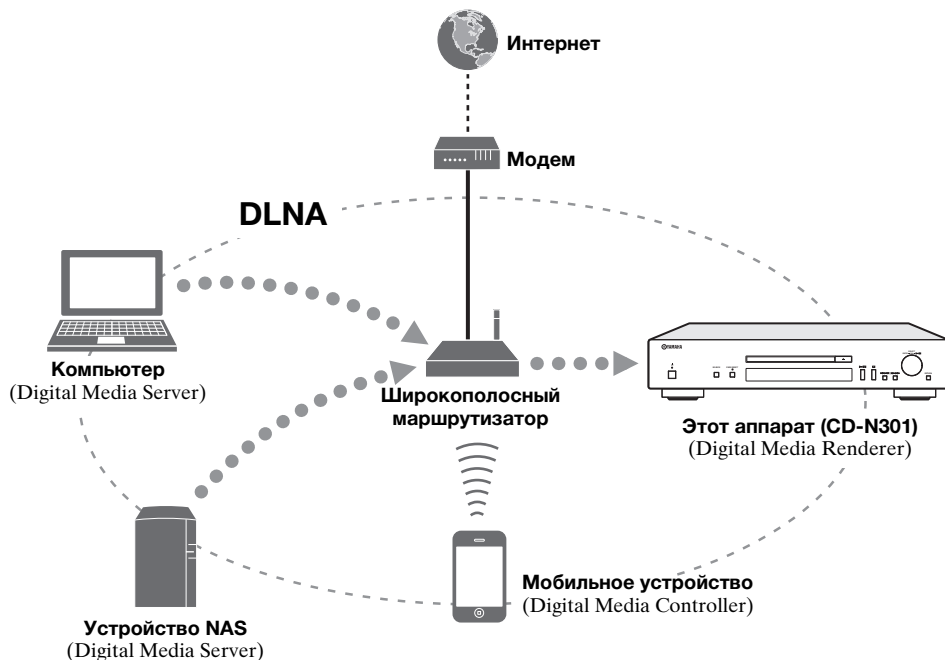 Интернет
Модем
DLNA
Компьютер
(Digital Media Server)
Широкополосный
маршрутизатор
YAMAHA
Этот аппарат (CD-N301)
(Digital Media Renderer)
Мобильное устройство
(Digital Media Controller)
Устройство NAS
(Digital Media Server)